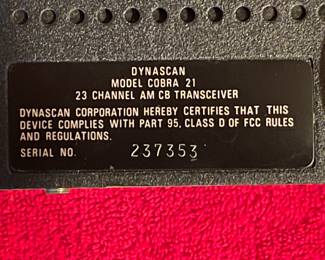 DYNASCAN
MODEL COBRA 21
23 CHANNEL AM CB TRANSCEIVER
DYNASCAN CORPORATION HEREBY CERTIFIES THAT THIS
DEVICE COMPLIES WITH PART 95, CLASS D OF FCC RULES
AND REGULATIONS.
SERIAL NO. 237353